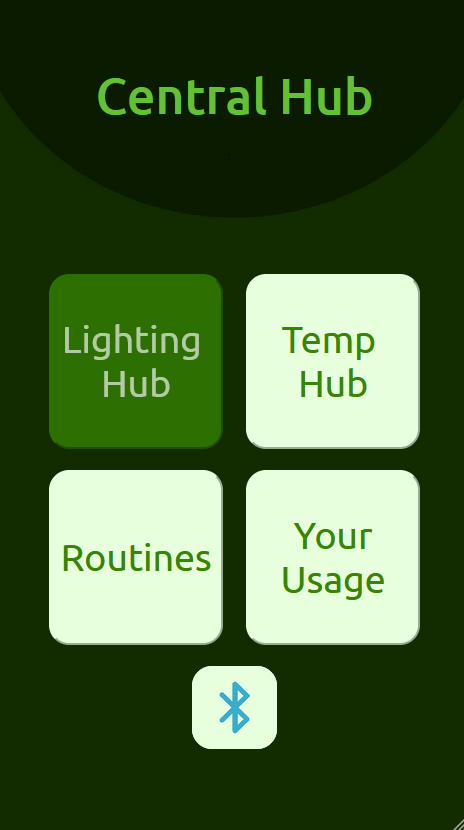 Central Hub
Lighting
Hub
Temp
Hub
Routines
Your
Usage